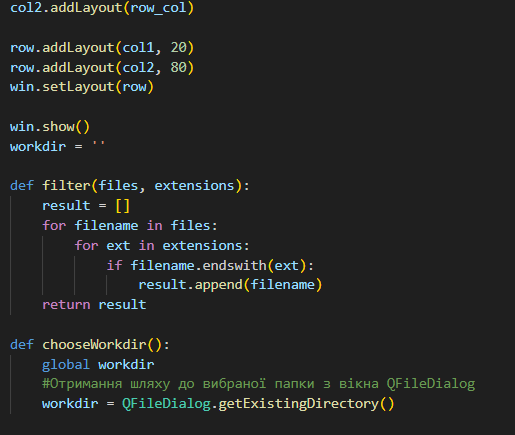 col2.addLayout(row_col)
row.addLayout(col1, 20)
row.addLayout(col2, 80)
win.setLayout(row)
win.show()
workdir = ''
def filter(files, extensions):
    result = []
    for filename in files:
        for ext in extensions:
            if filename.endswith(ext):
                result.append(filename)
    return result
def chooseWorkdir():
    global workdir
    #Отримання шляху до вибраної папки з вікна QFileDialog
    workdir = QFileDialog.getExistingDirectory()